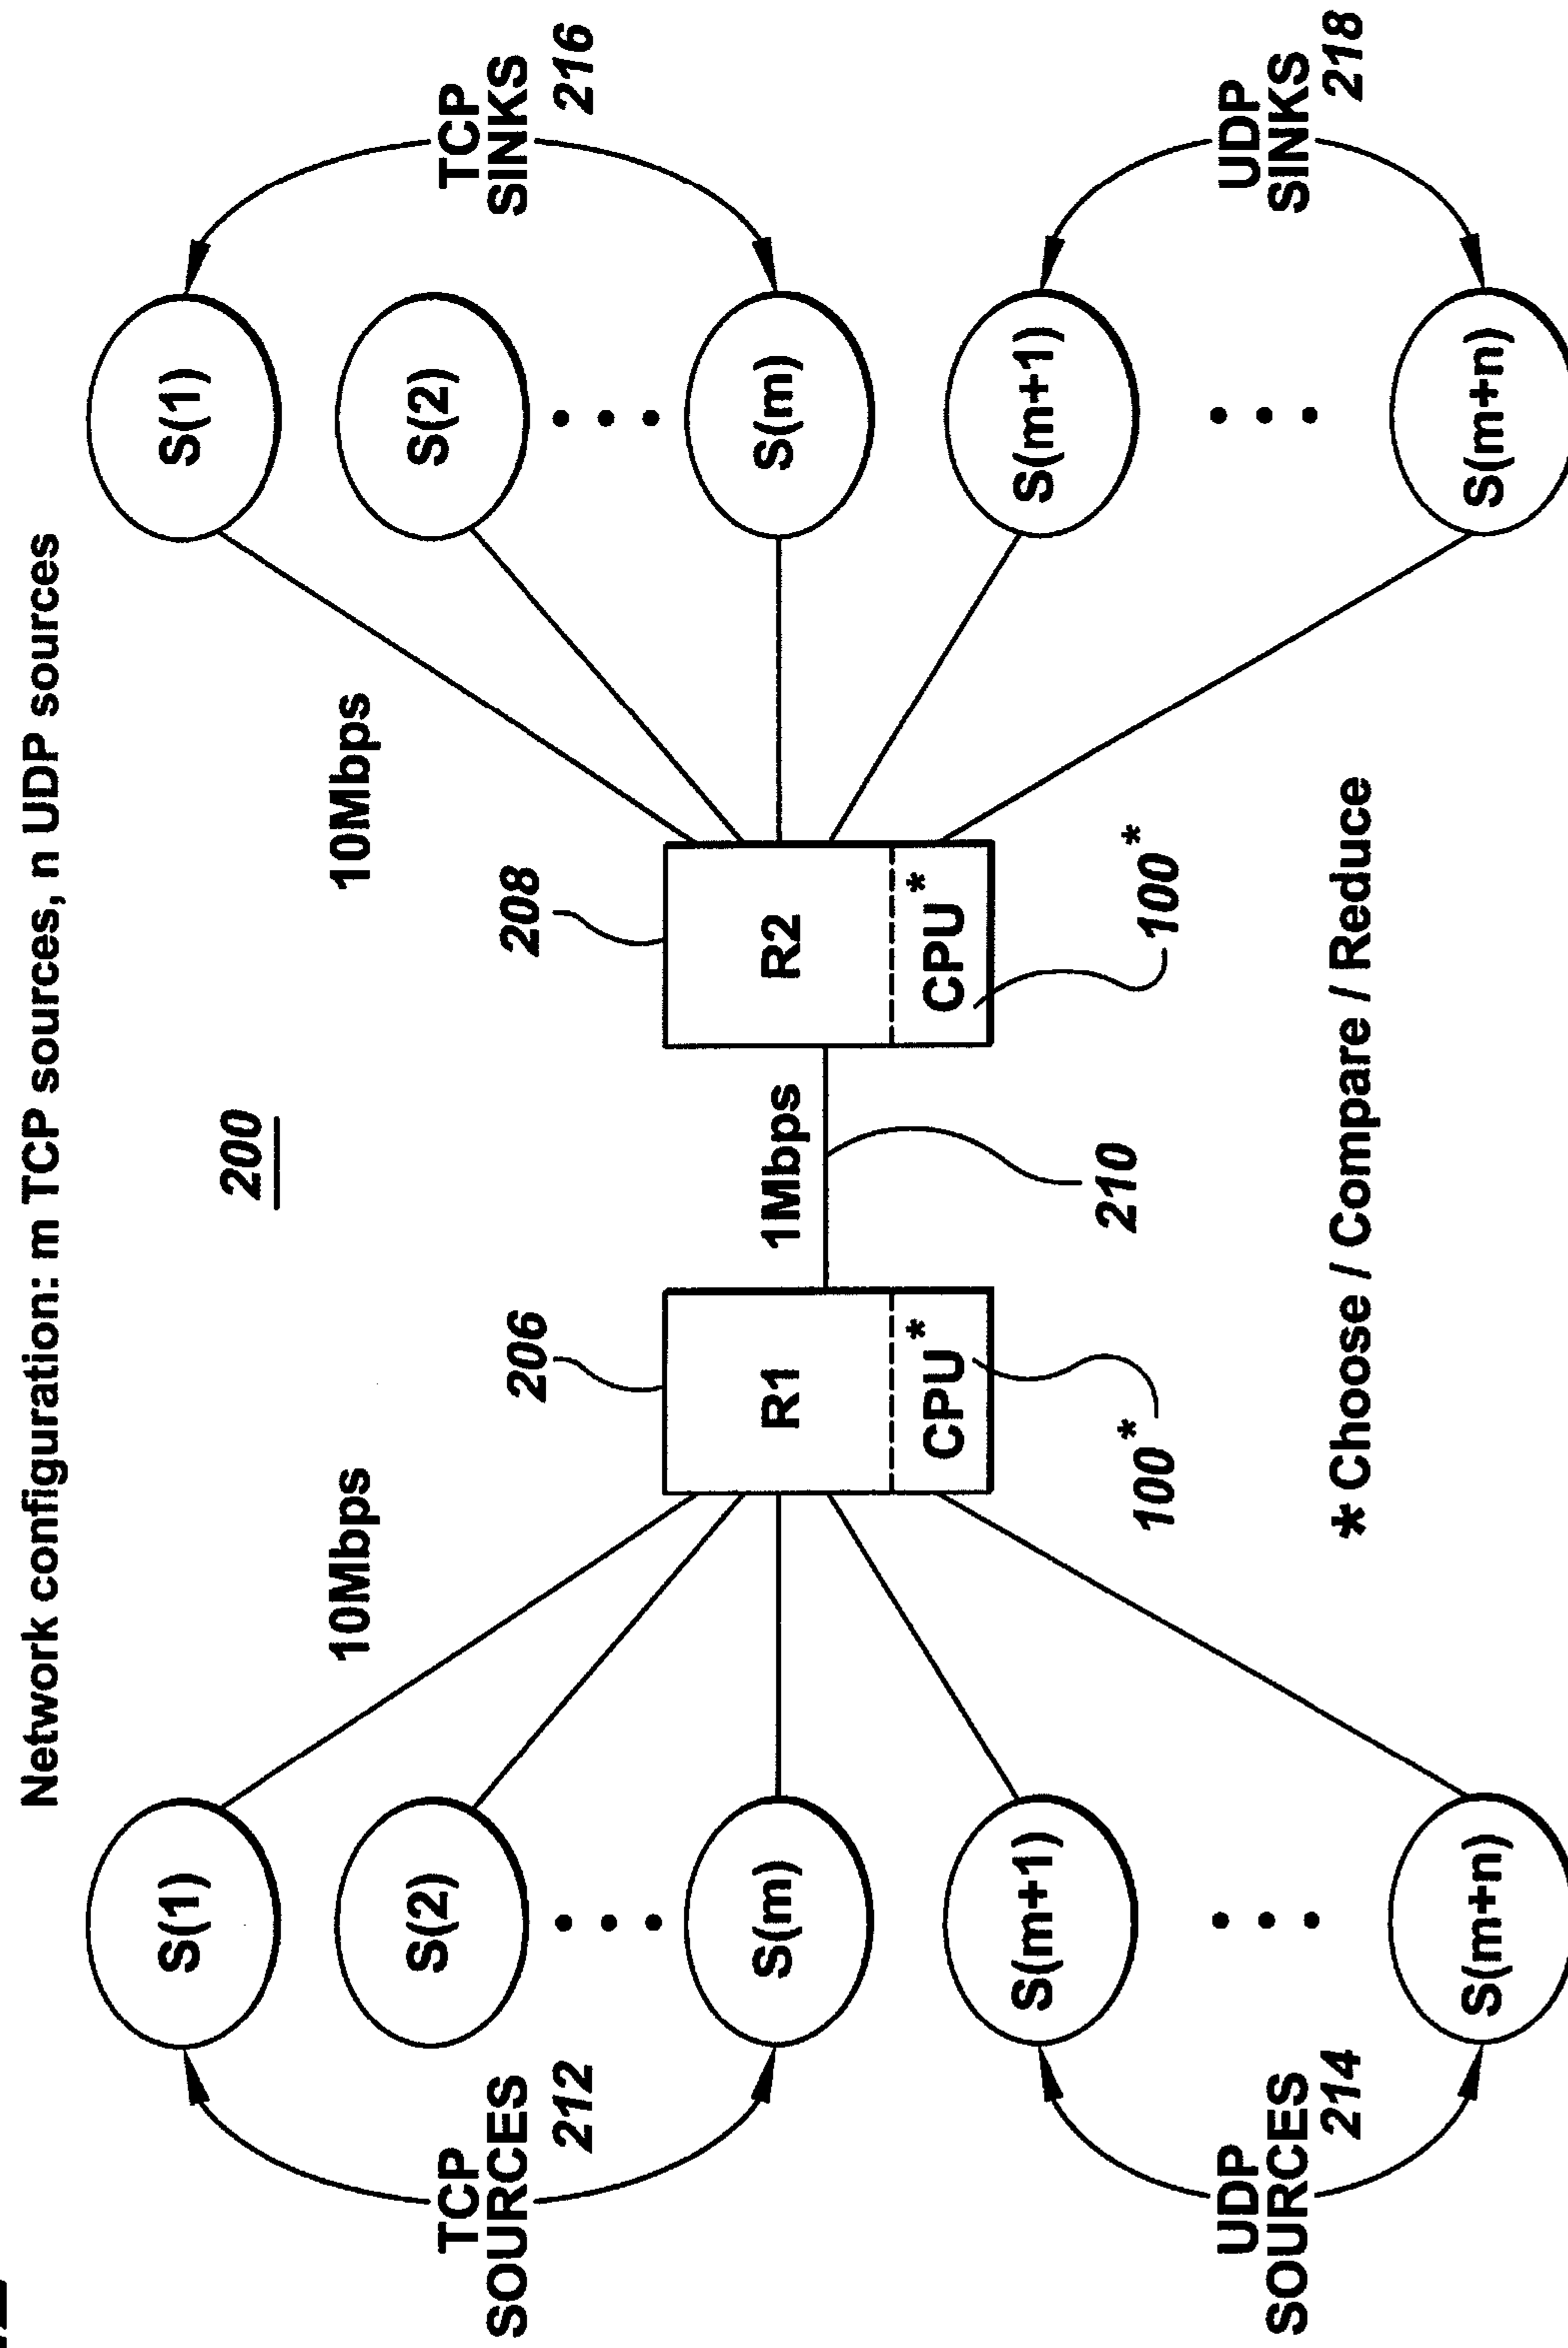 Network configuration: m TCP sources, n UDP sources
200
10Mbps
10Mbps
TCP
SOURCES
212
S(1)
S(2)
S(m)
UDP
SOURCES
214
S(m+1)
S(m+n)
206
R1
CPU*
100*
1Mbps
210
208
R2
CPU*
100*
S(1)
S(2)
S(m)
TCP
SINKS
216
S(m+1)
S(m+n)
UDP
SINKS
218
* Choose / Compare / Reduce